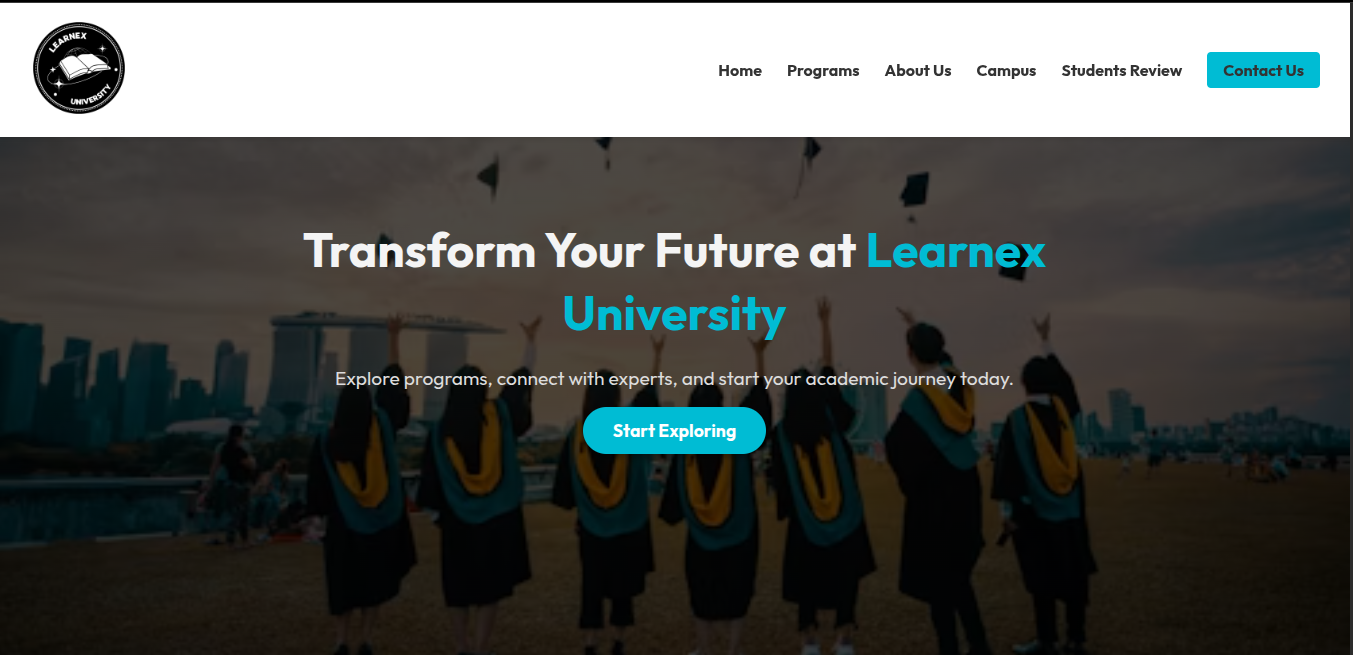 LEARNEX
UNIVERSITY
Home Programs About Us Campus Students Review Contact Us
Transform Your Future at Learnex
University
Explore programs, connect with experts, and start your academic journey today.
Start Exploring